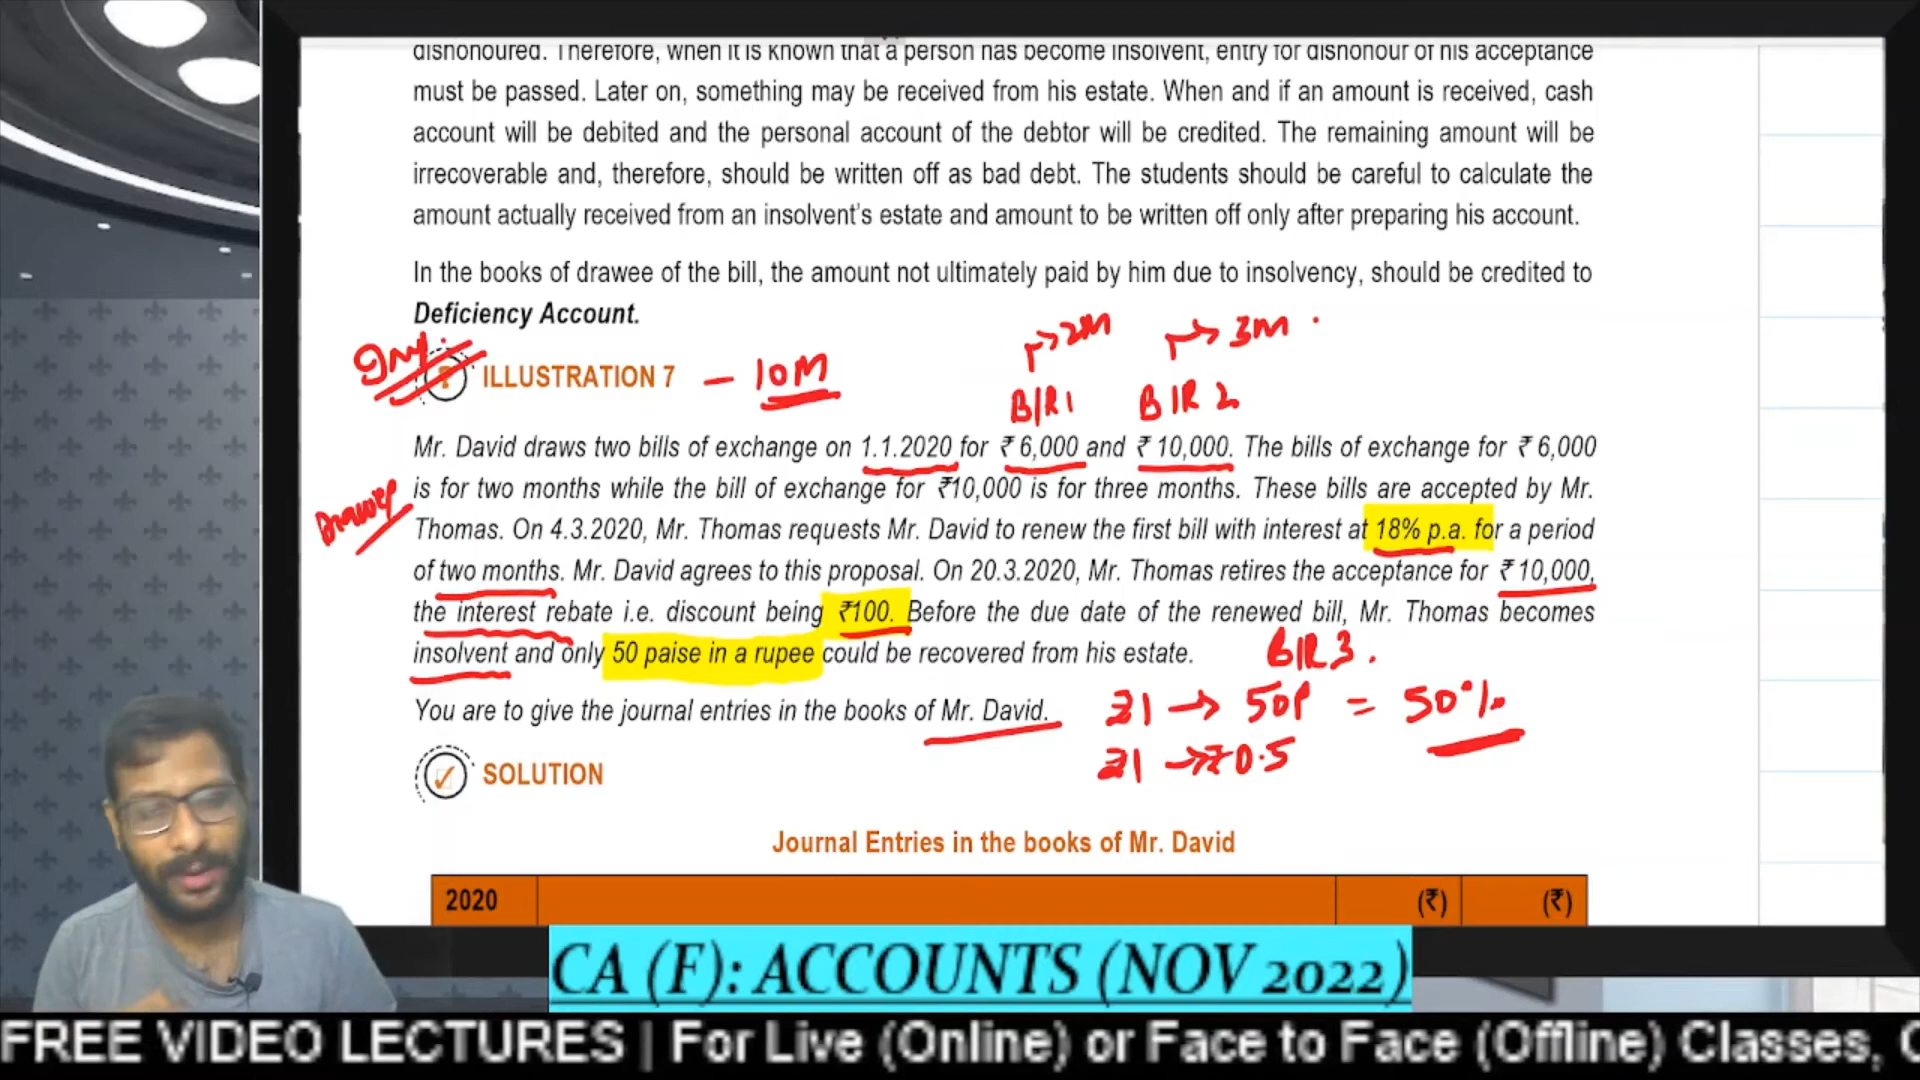 dishonoured. Therefore, when it is known that a person has become insolvent, entry for dishonour of his acceptance
must be passed. Later on, something may be received from his estate. When and if an amount is received, cash
account will be debited and the personal account of the debtor will be credited. The remaining amount will be
irrecoverable and, therefore, should be written off as bad debt. The students should be careful to calculate the
amount actually received from an insolvent's estate and amount to be written off only after preparing his account.
In the books of drawee of the bill, the amount not ultimately paid by him due to insolvency, should be credited to
Deficiency Account.
→2M →3M
Imp. ? ILLUSTRATION 7 – 10M
B/R1 B/R 2
Mr. David draws two bills of exchange on 1.1.2020 for ₹ 6,000 and ₹ 10,000. The bills of exchange for ₹ 6,000
is for two months while the bill of exchange for ₹10,000 is for three months. These bills are accepted by Mr.
Drawee
Thomas. On 4.3.2020, Mr. Thomas requests Mr. David to renew the first bill with interest at 18% p.a. for a period
of two months. Mr. David agrees to this proposal. On 20.3.2020, Mr. Thomas retires the acceptance for ₹ 10,000,
the interest rebate i.e. discount being ₹100. Before the due date of the renewed bill, Mr. Thomas becomes
insolvent and only 50 paise in a rupee could be recovered from his estate. B/R 3.
You are to give the journal entries in the books of Mr. David. ₹1 → 50P = 50%
₹1 → ₹0.5
SOLUTION
Journal Entries in the books of Mr. David
2020 (₹) (₹)
CA (F): ACCOUNTS (NOV 2022)
FREE VIDEO LECTURES | For Live (Online) or Face to Face (Offline) Classes,